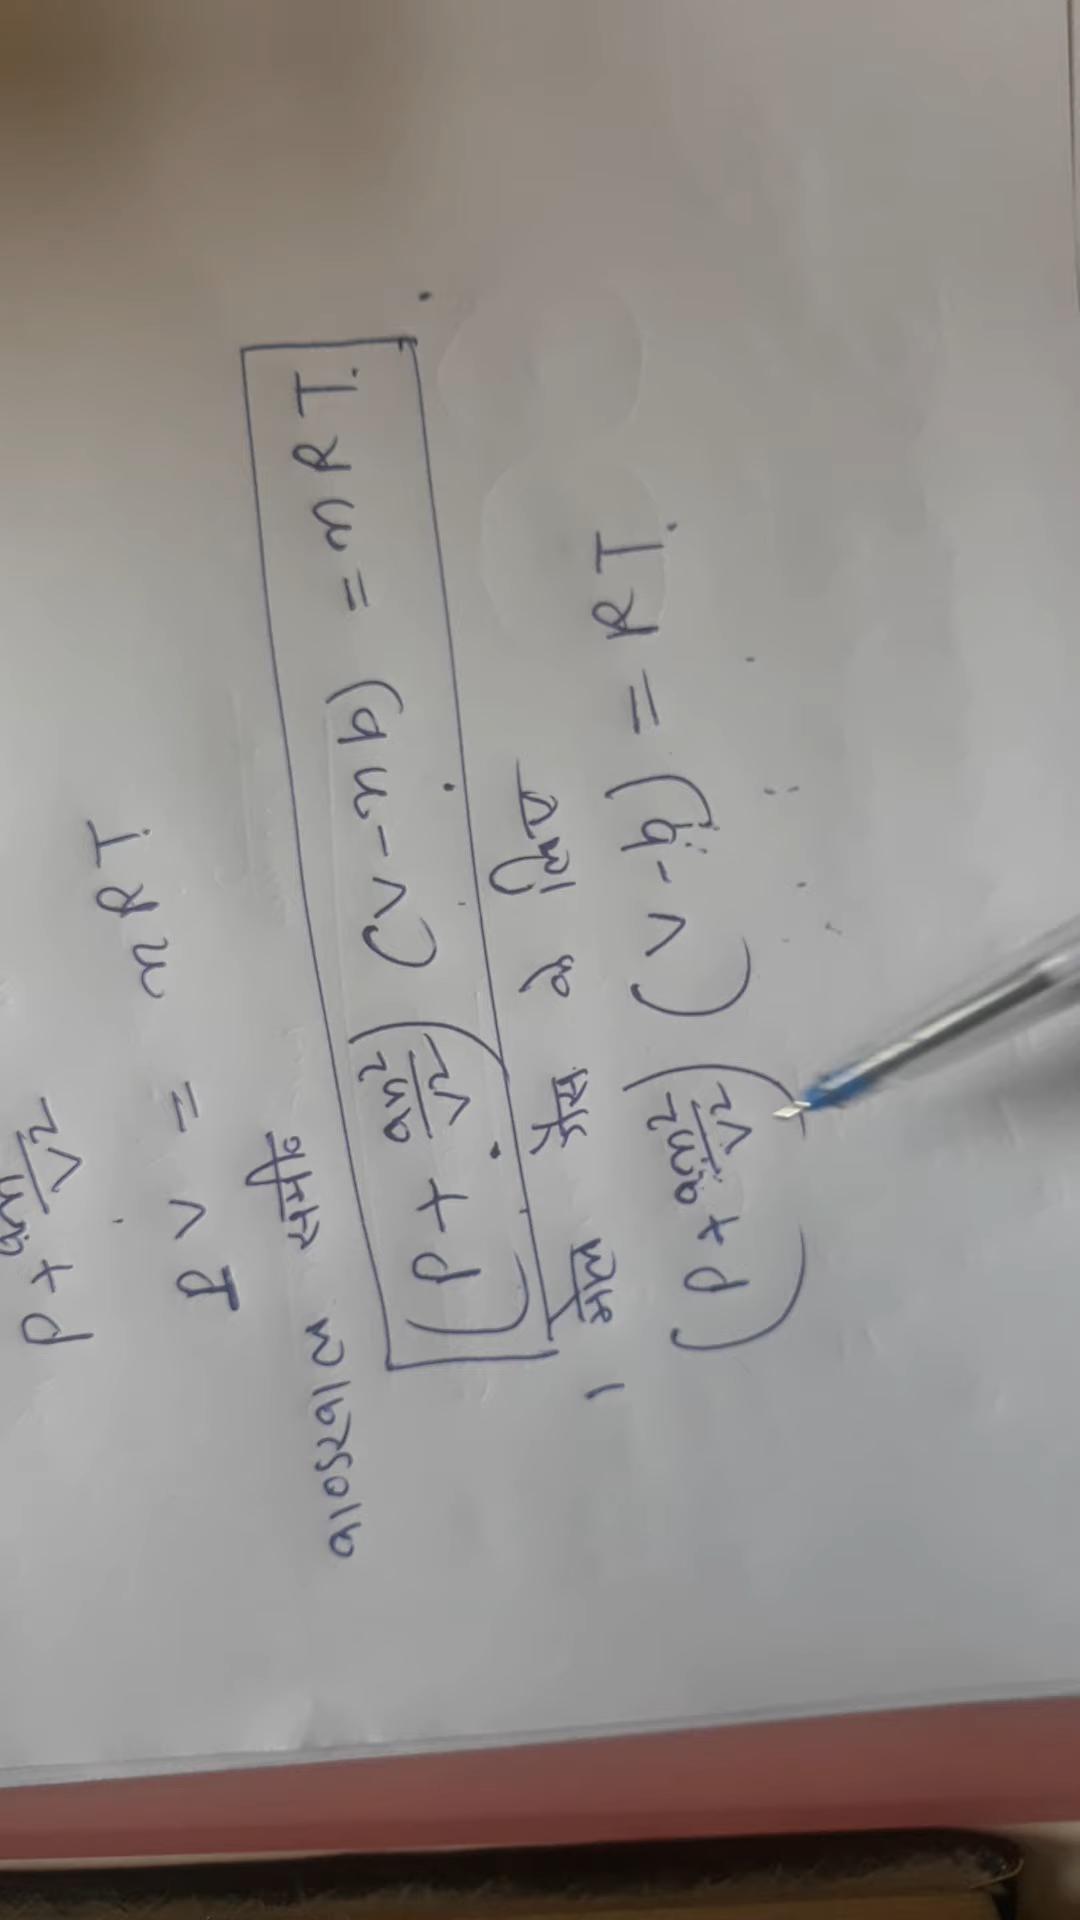 P + an²/V²
PV = nRT.
वाण्डरवाल समी०
(P + an²/V²) (V - nb) = nRT.
1 मोल गैस के लिए
(P + an²/V²) (V - b) = RT.